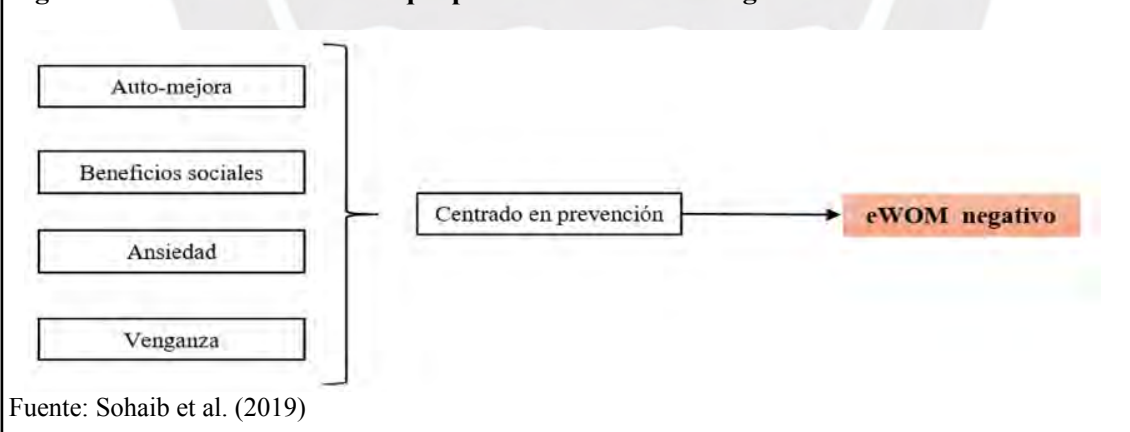 Auto-mejora
Beneficios sociales
Ansiedad
Venganza
Centrado en prevención
eWOM negativo
Fuente: Sohaib et al. (2019)